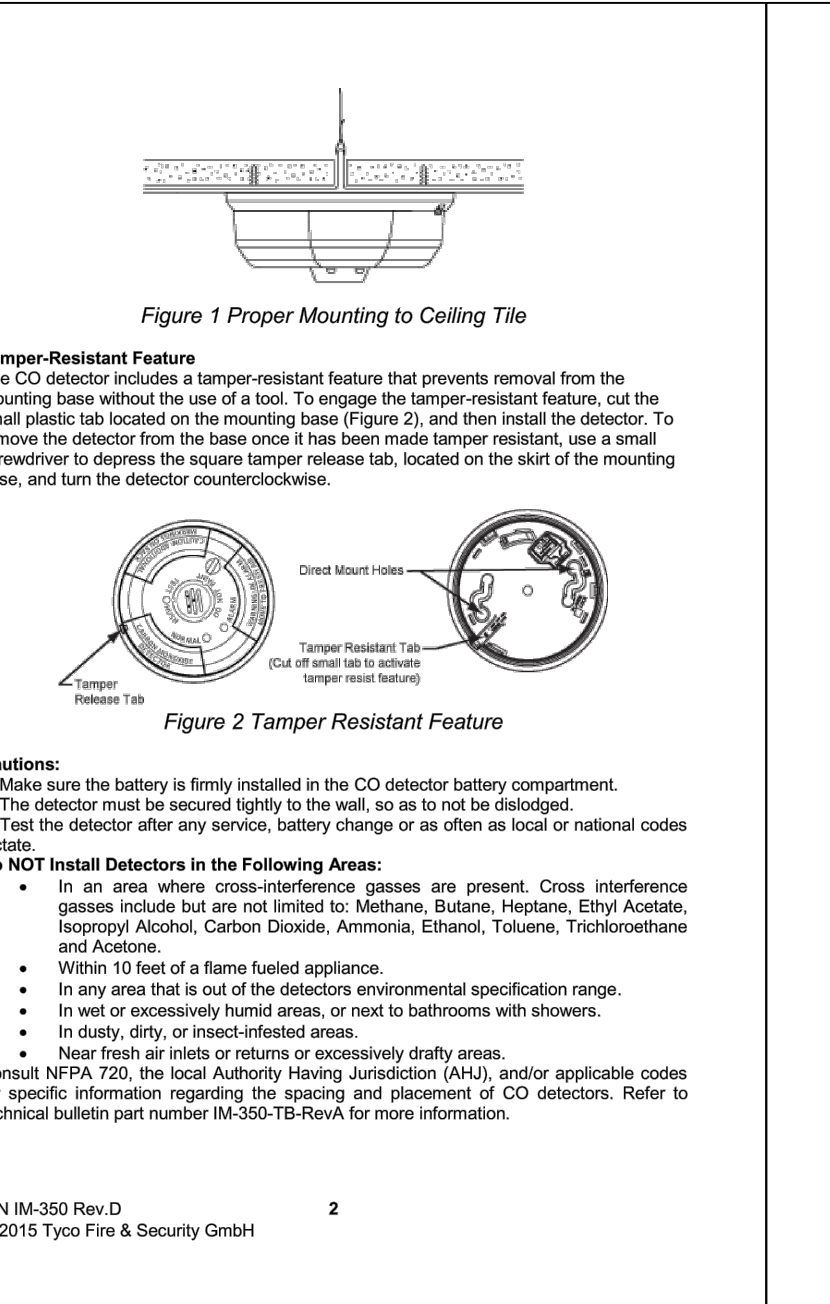 Figure 1 Proper Mounting to Ceiling Tile
mper-Resistant Feature
e CO detector includes a tamper-resistant feature that prevents removal from the
ounting base without the use of a tool. To engage the tamper-resistant feature, cut the
nall plastic tab located on the mounting base (Figure 2), and then install the detector. To
move the detector from the base once it has been made tamper resistant, use a small
rewdriver to depress the square tamper release tab, located on the skirt of the mounting
se, and turn the detector counterclockwise.
Direct Mount Holes
Tamper Resistant Tab
(Cut off small tab to activate
tamper resist feature)
NORMAL
ALARM
CARBON MONOXIDE
DETECTOR
Tamper
Release Tab
Figure 2 Tamper Resistant Feature
utions:
Make sure the battery is firmly installed in the CO detector battery compartment.
The detector must be secured tightly to the wall, so as to not be dislodged.
Test the detector after any service, battery change or as often as local or national codes
ctate.
o NOT Install Detectors in the Following Areas:
• In an area where cross-interference gasses are present. Cross interference
gasses include but are not limited to: Methane, Butane, Heptane, Ethyl Acetate,
Isopropyl Alcohol, Carbon Dioxide, Ammonia, Ethanol, Toluene, Trichloroethane
and Acetone.
• Within 10 feet of a flame fueled appliance.
• In any area that is out of the detectors environmental specification range.
• In wet or excessively humid areas, or next to bathrooms with showers.
• In dusty, dirty, or insect-infested areas.
• Near fresh air inlets or returns or excessively drafty areas.
onsult NFPA 720, the local Authority Having Jurisdiction (AHJ), and/or applicable codes
r specific information regarding the spacing and placement of CO detectors. Refer to
chnical bulletin part number IM-350-TB-RevA for more information.
N IM-350 Rev.D 2
2015 Tyco Fire & Security GmbH